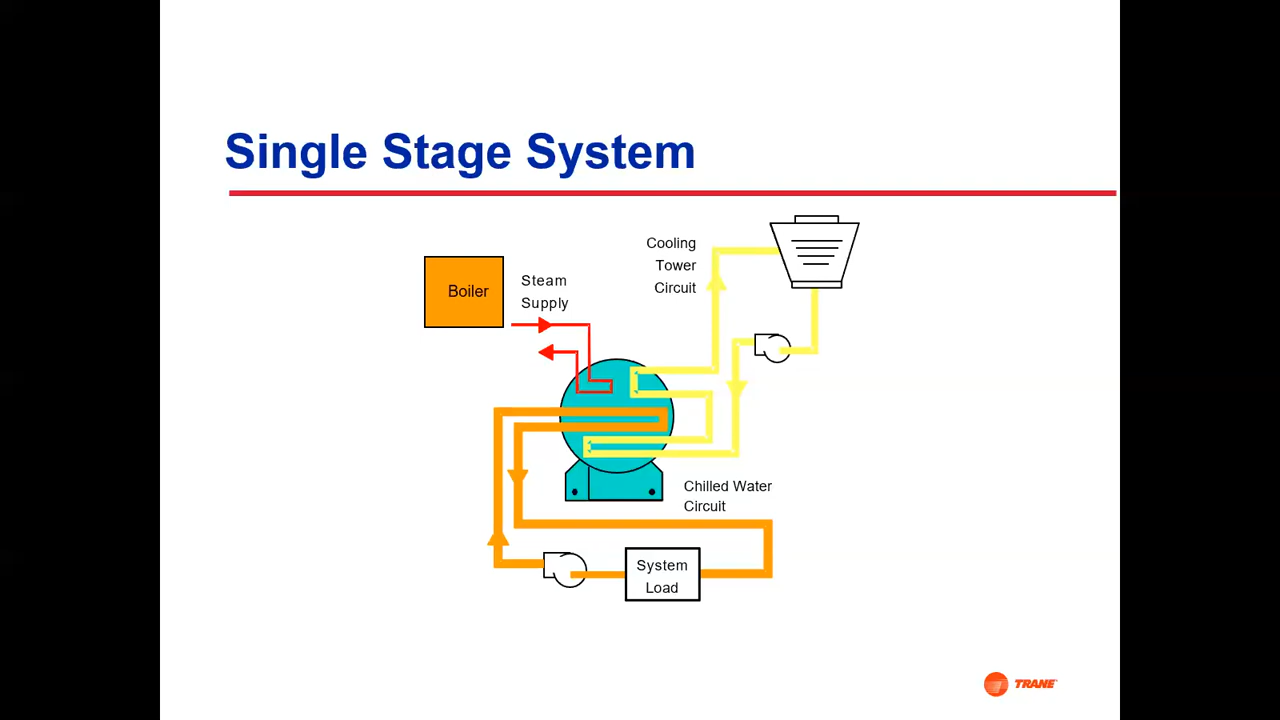 Single Stage System
Cooling
Tower
Circuit
Boiler
Steam
Supply
Chilled Water
Circuit
System
Load
TRANE